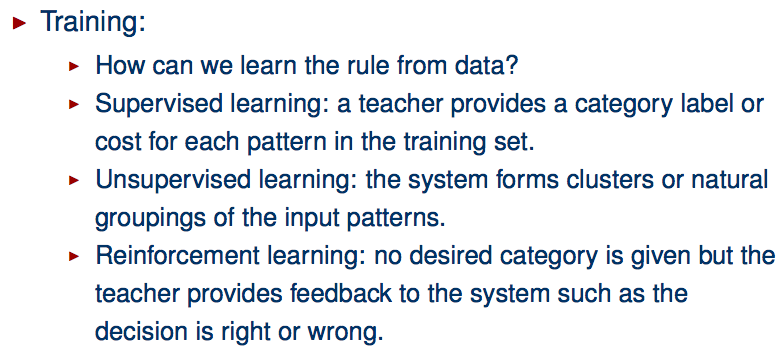 Training:
How can we learn the rule from data?
Supervised learning: a teacher provides a category label or
cost for each pattern in the training set.
Unsupervised learning: the system forms clusters or natural
groupings of the input patterns.
Reinforcement learning: no desired category is given but the
teacher provides feedback to the system such as the
decision is right or wrong.